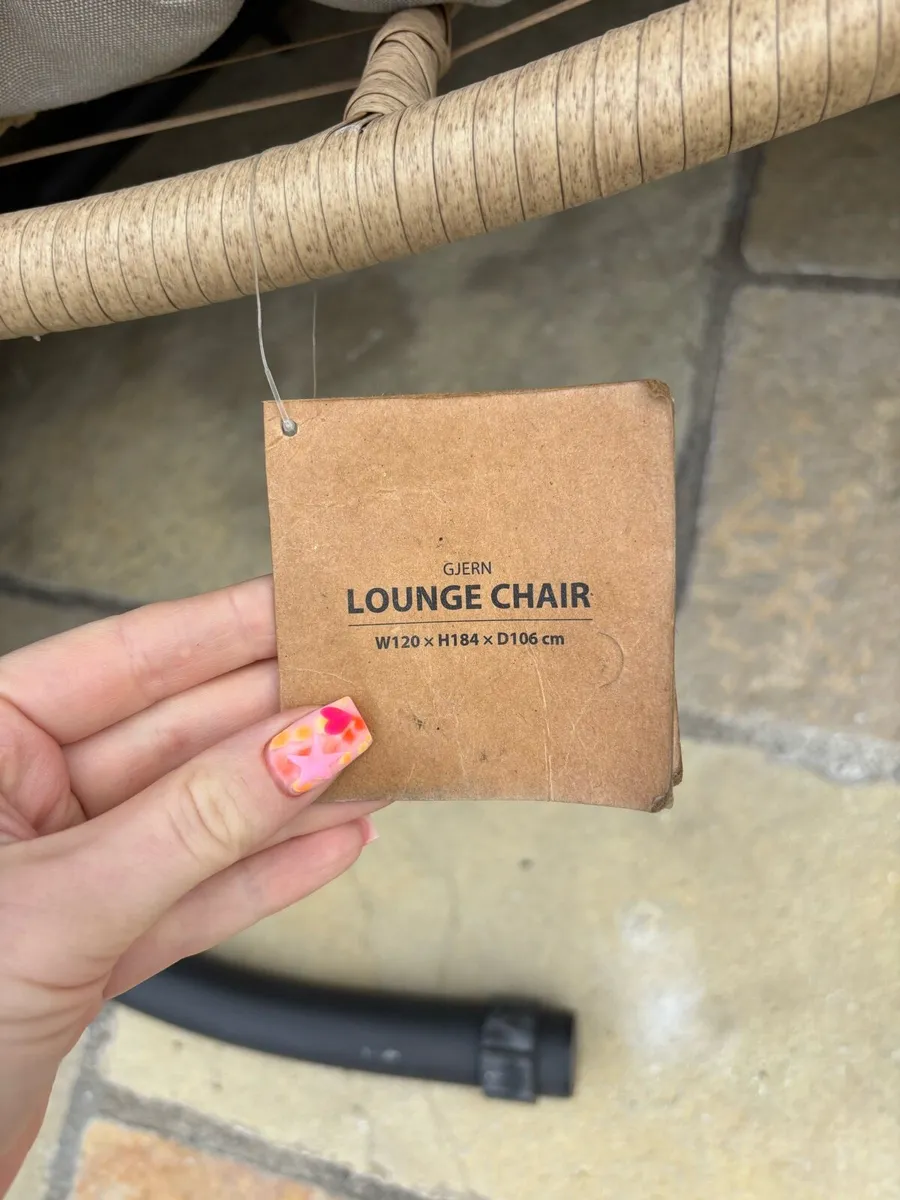 GJERN
LOUNGE CHAIR
W120 × H184 × D106 cm